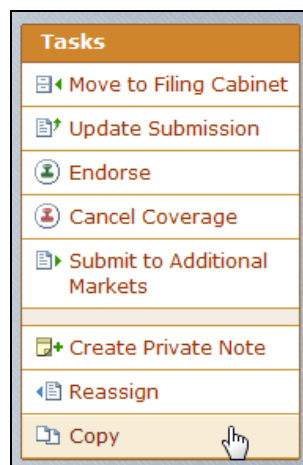 Tasks
Move to Filing Cabinet
Update Submission
Endorse
Cancel Coverage
Submit to Additional
Markets
Create Private Note
Reassign
Copy